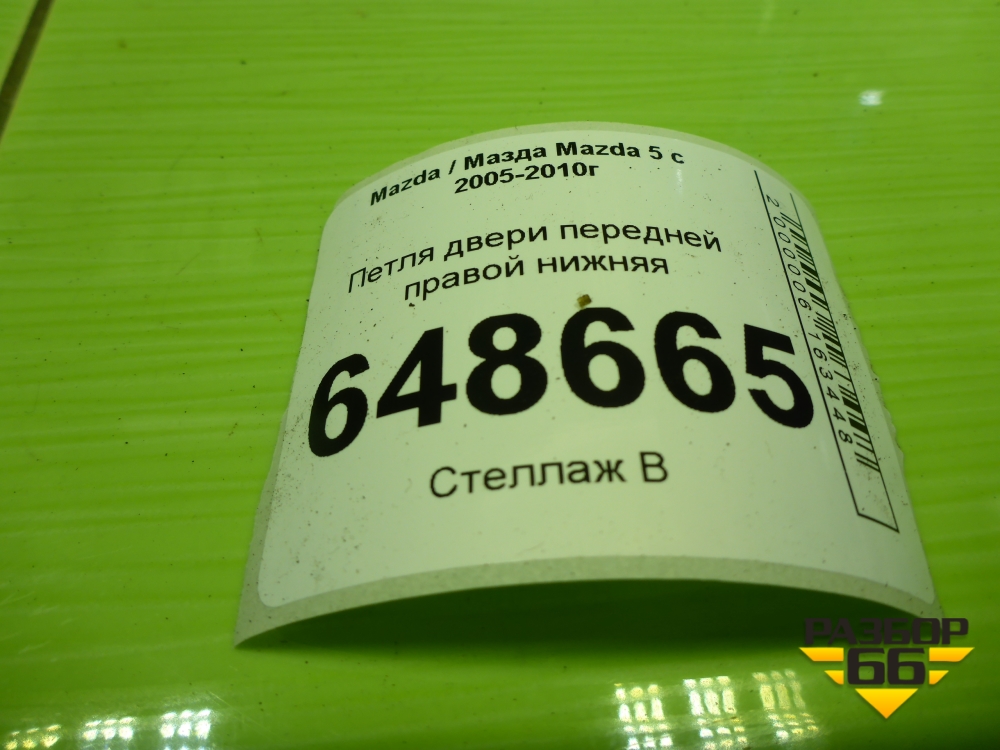 Mazda / Мазда Mazda 5 с
2005-2010г
Петля двери передней
правой нижняя
648665
Стеллаж В
2000006163448
РАЗБОР
66